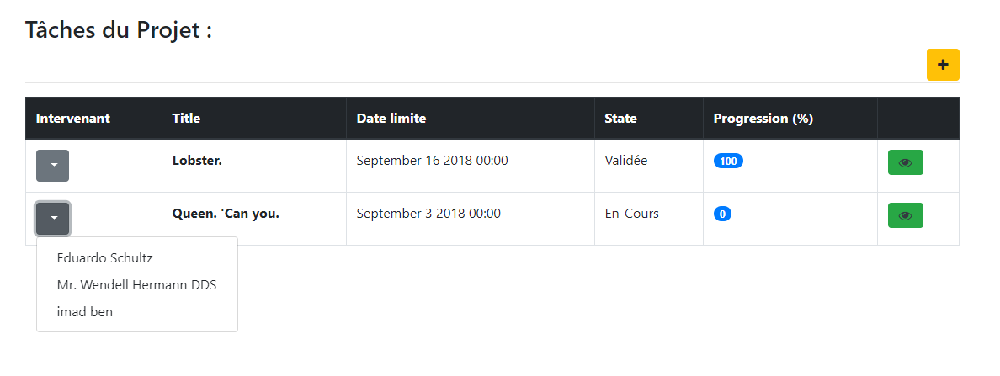 Tâches du Projet :
+
Intervenant Title Date limite State Progression (%)
Lobster. September 16 2018 00:00 Validée 100
Queen. 'Can you. September 3 2018 00:00 En-Cours 0
Eduardo Schultz
Mr. Wendell Hermann DDS
imad ben